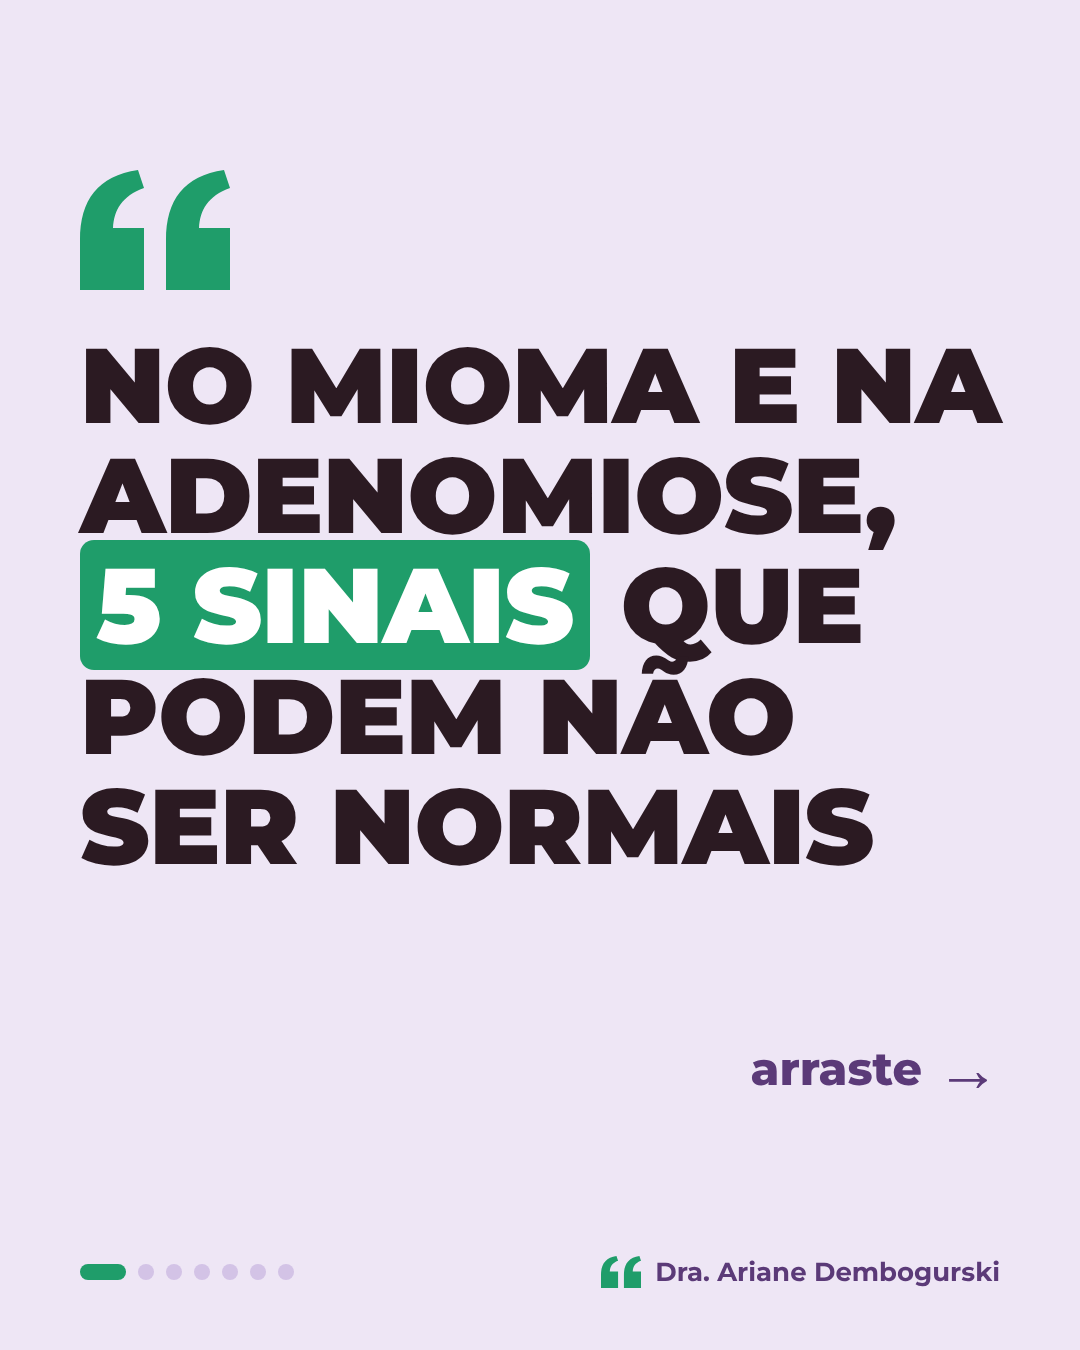 NO MIOMA E NA
ADENOMIOSE,
5 SINAIS QUE
PODEM NÃO
SER NORMAIS
arraste →
Dra. Ariane Dembogurski